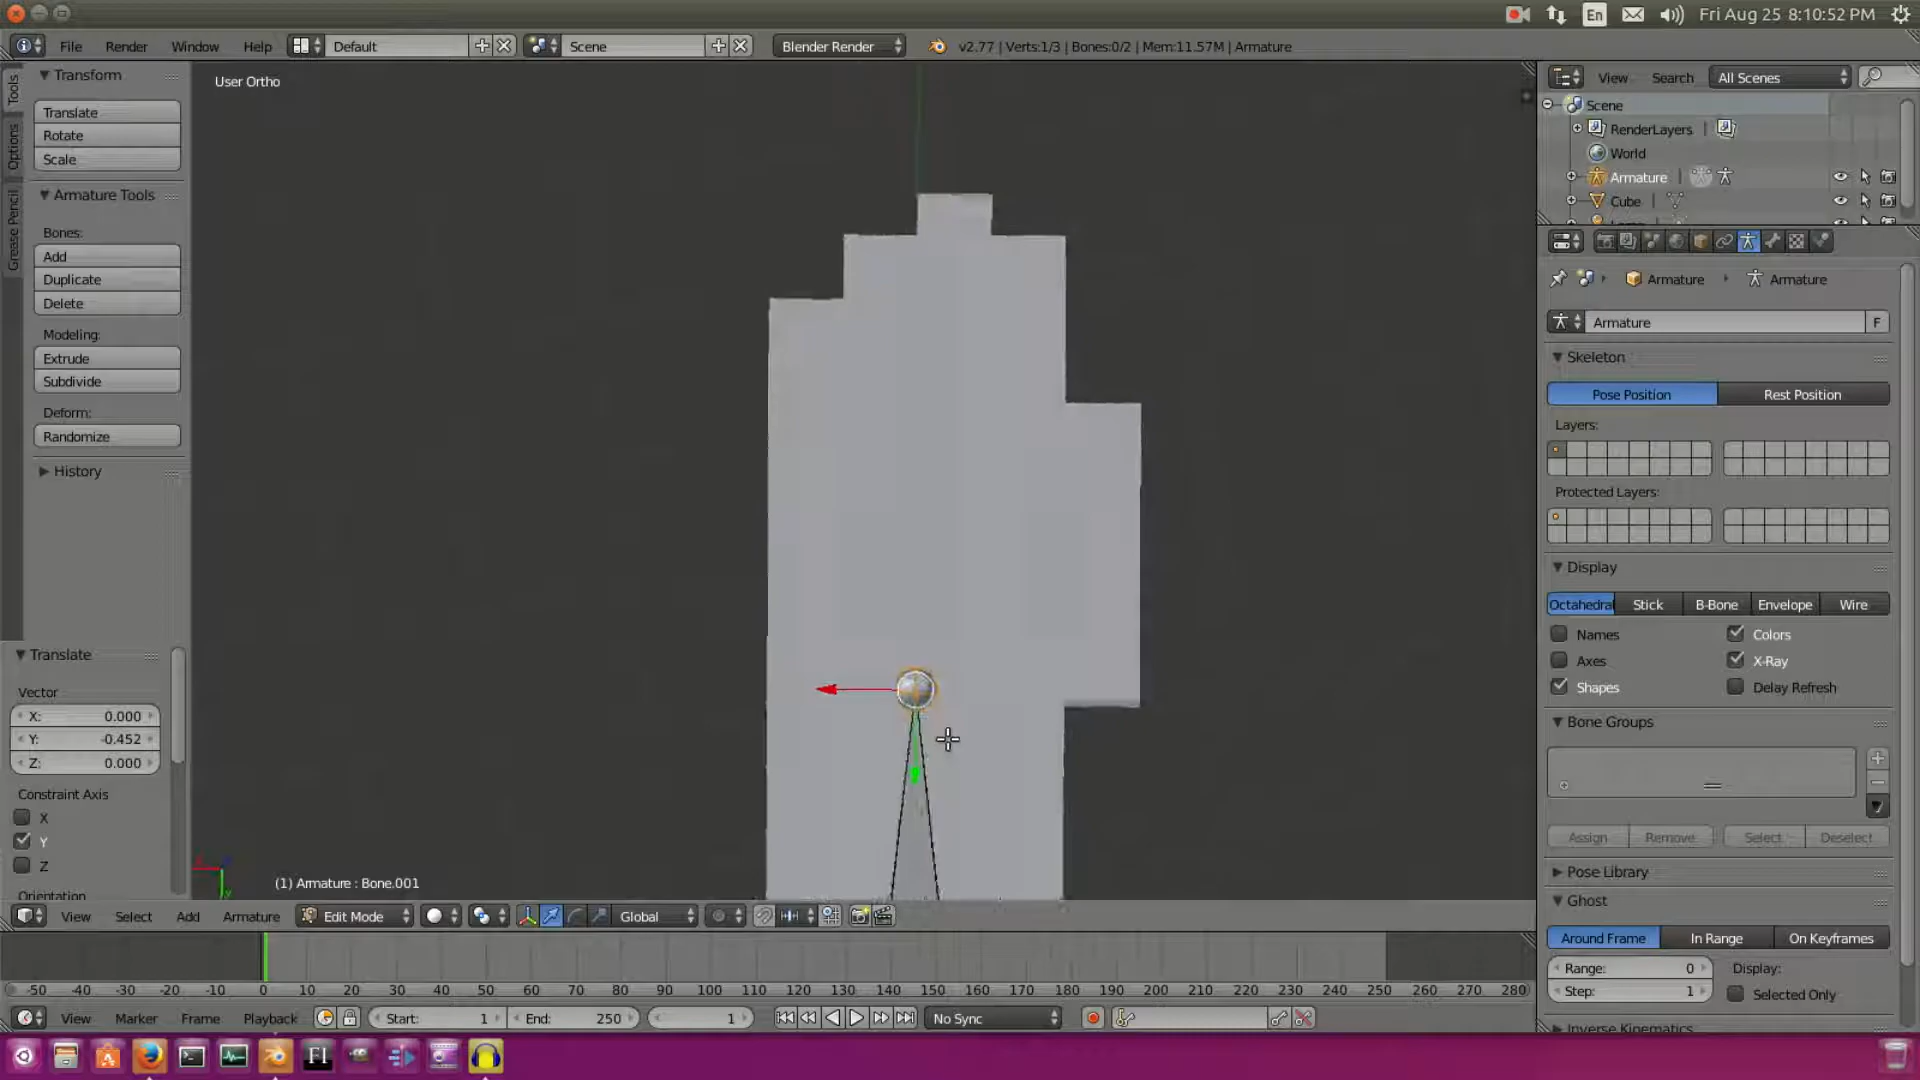 En
Fri Aug 25 8:10:52 PM
File Render Window Help Default Scene Blender Render v2.77 | Verts:1/3 | Bones:0/2 | Mem:11.57M | Armature
Tools
Options
Grease Pencil
Transform
Translate
Rotate
Scale
Armature Tools
Bones:
Add
Duplicate
Delete
Modeling:
Extrude
Subdivide
Deform:
Randomize
History
Translate
Vector
X: 0.000
Y: -0.452
Z: 0.000
Constraint Axis
X
Y
Z
Orientation
User Ortho
(1) Armature : Bone.001
View Select Add Armature Edit Mode Global
View Search All Scenes
Scene
RenderLayers |
World
Armature |
Cube |
Armature Armature
Armature F
Skeleton
Pose Position Rest Position
Layers:
Protected Layers:
Display
Octahedral Stick B-Bone Envelope Wire
Names Colors
Axes X-Ray
Shapes Delay Refresh
Bone Groups
Assign Remove Select Deselect
Pose Library
Ghost
Around Frame In Range On Keyframes
Range: 0 Display:
Step: 1 Selected Only
Inverse Kinematics
-50 -40 -30 -20 -10 0 10 20 30 40 50 60 70 80 90 100 110 120 130 140 150 160 170 180 190 200 210 220 230 240 250 260 270 280
View Marker Frame Playback Start: 1 End: 250 1 No Sync